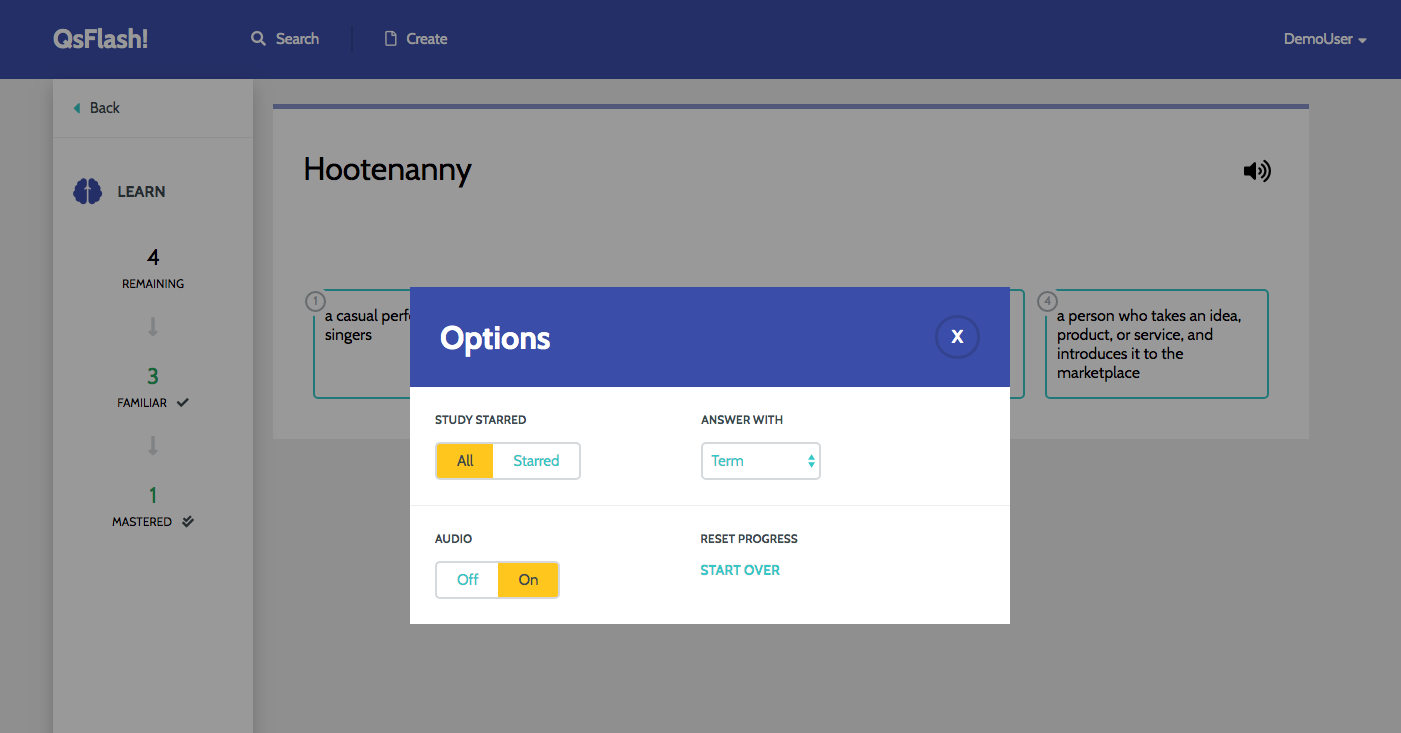 QsFlash!
Search
Create
DemoUser
Back
LEARN
4
REMAINING
3
FAMILIAR
1
MASTERED
Hootenanny
1
a casual
singers
4
a person who takes an idea,
product, or service, and
introduces it to the
marketplace
Options
X
STUDY STARRED
All
Starred
ANSWER WITH
Term
AUDIO
Off
On
RESET PROGRESS
START OVER